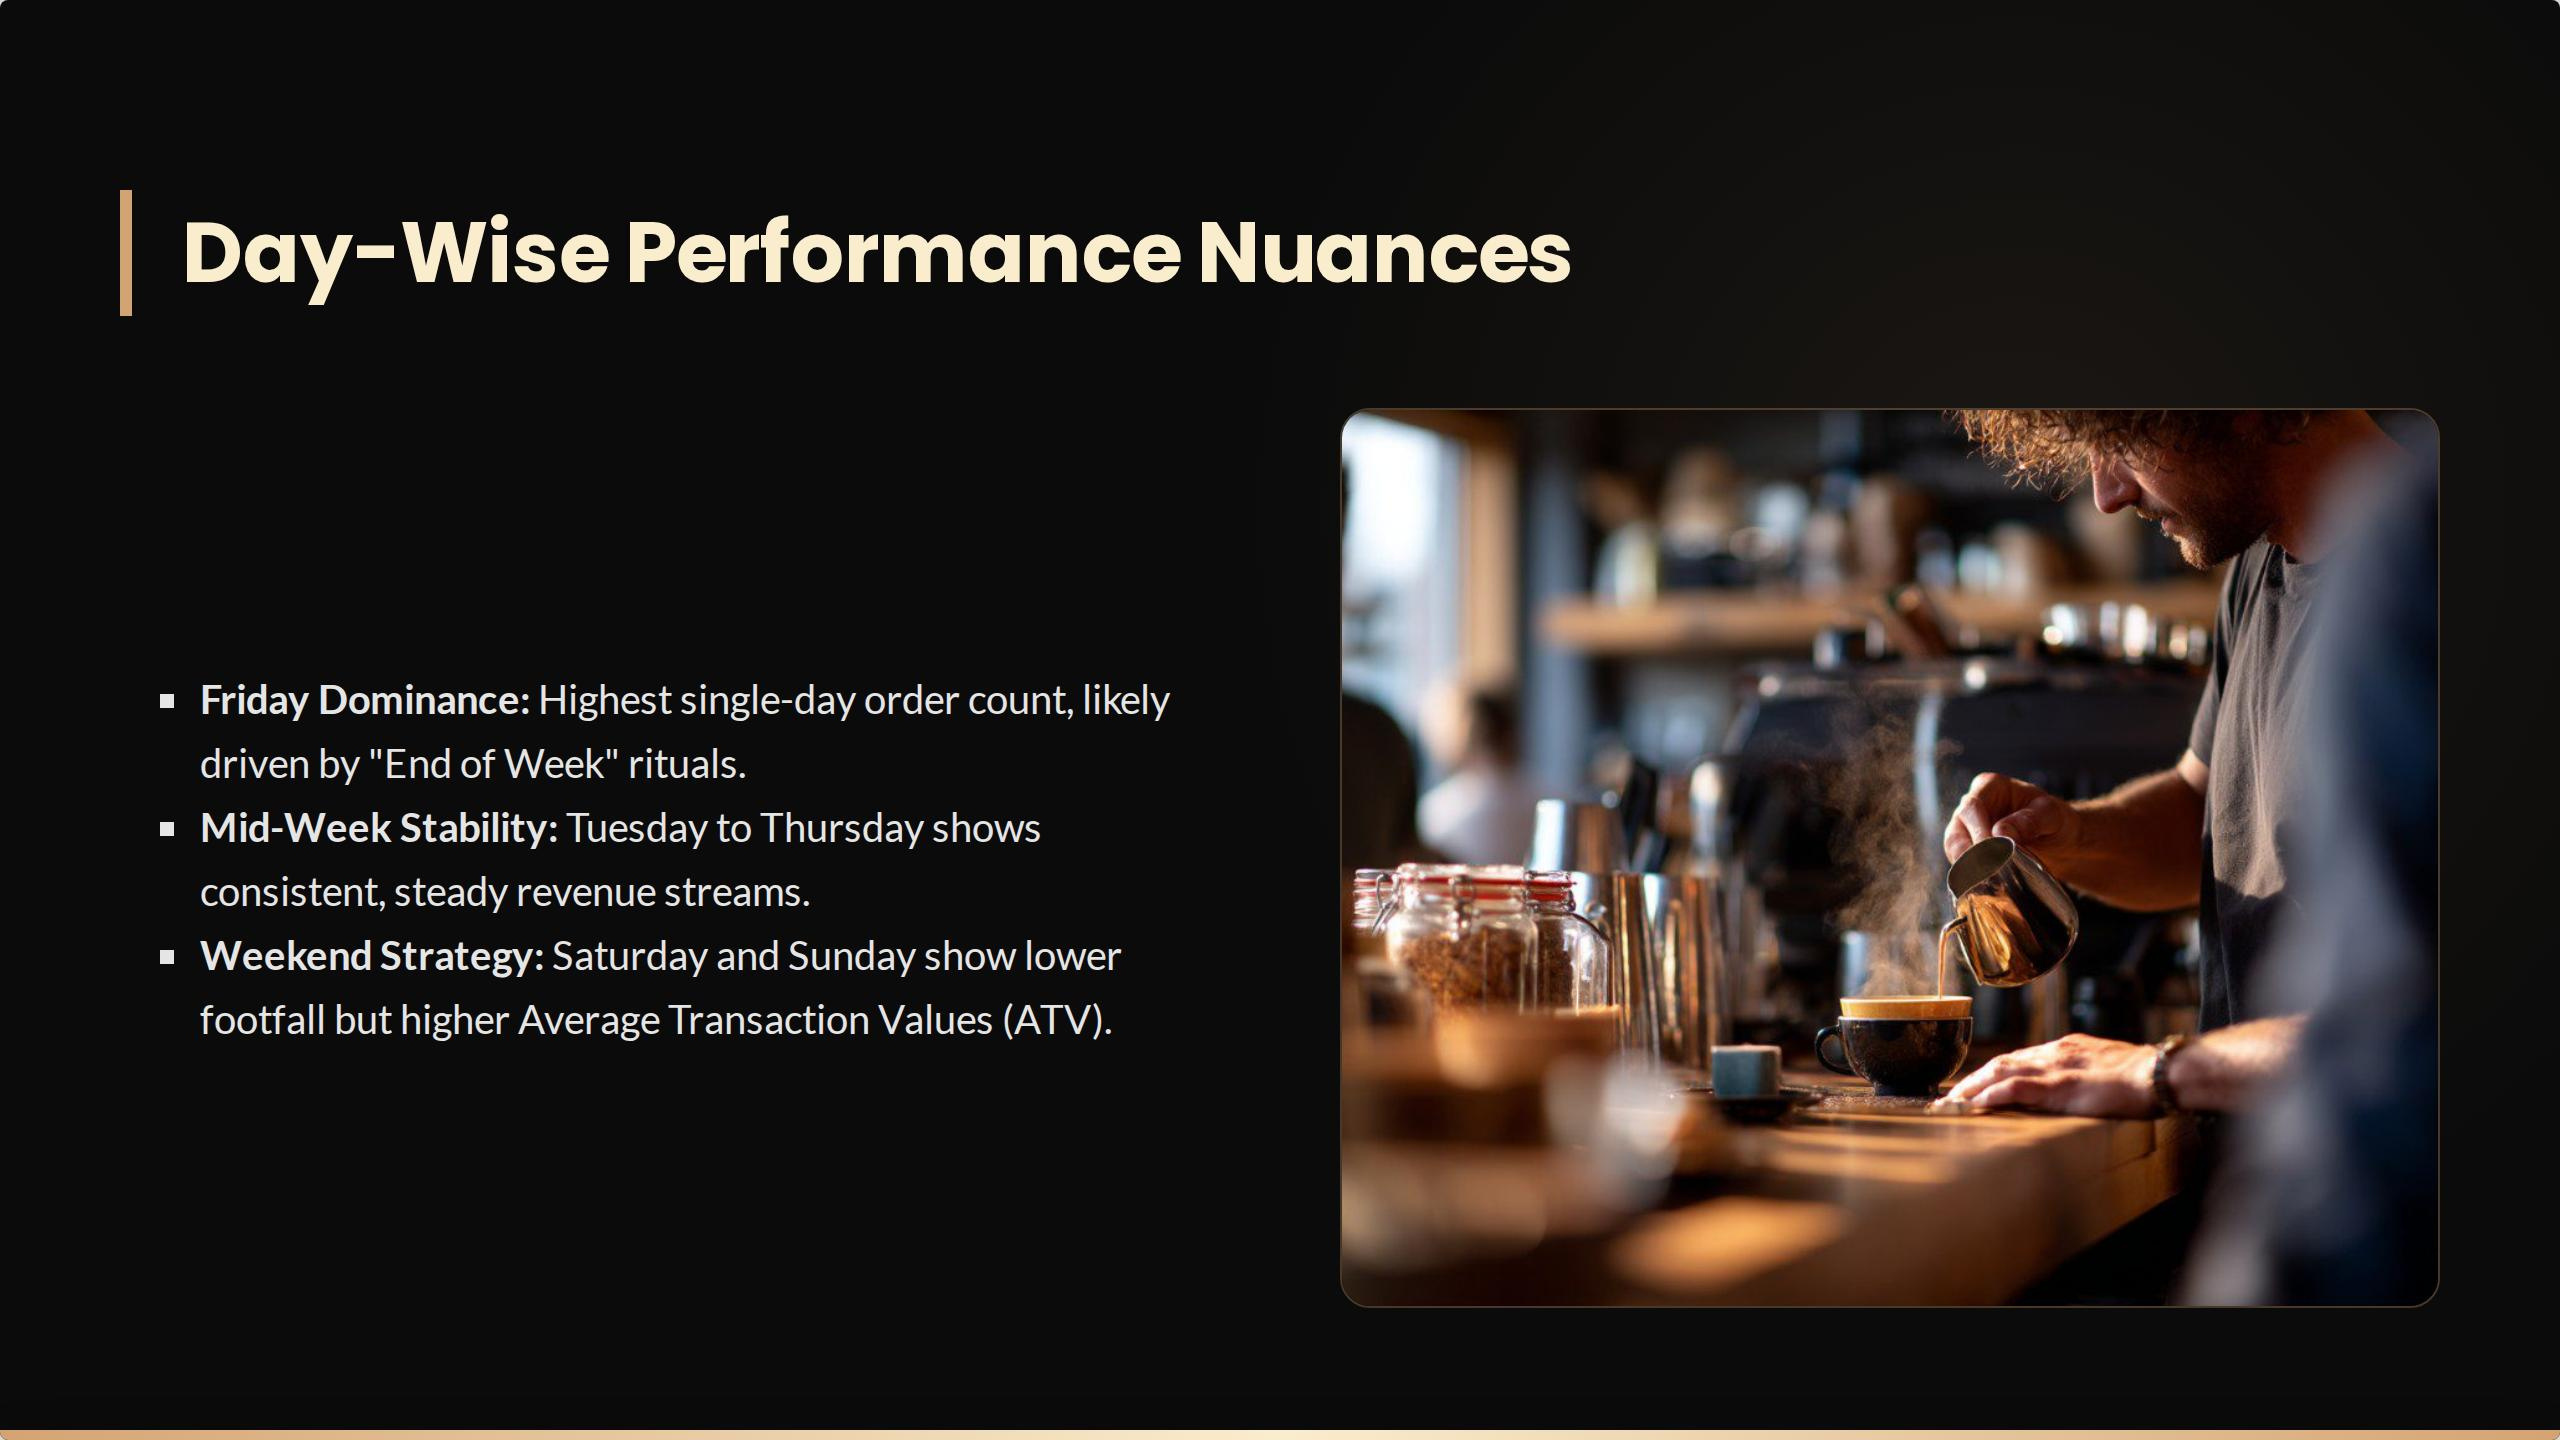 Day-Wise Performance Nuances
▪ Friday Dominance: Highest single-day order count, likely
driven by "End of Week" rituals.
▪ Mid-Week Stability: Tuesday to Thursday shows
consistent, steady revenue streams.
▪ Weekend Strategy: Saturday and Sunday show lower
footfall but higher Average Transaction Values (ATV).